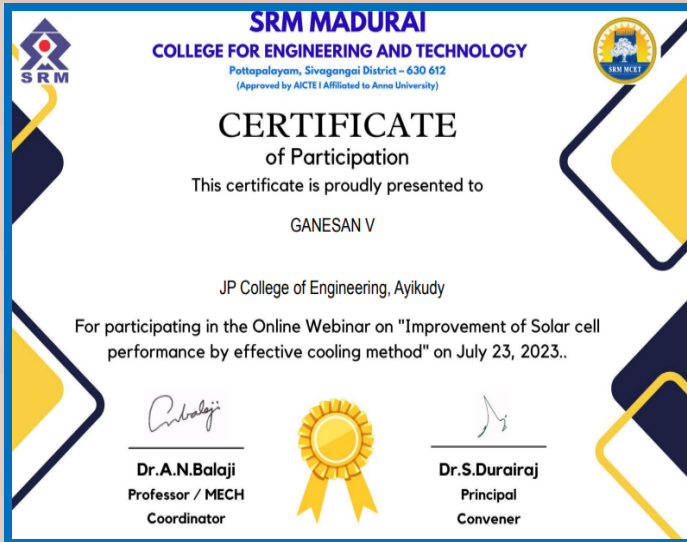 SRM MADURAI
COLLEGE FOR ENGINEERING AND TECHNOLOGY
Pottapalayam, Sivagangai District – 630 612
(Approved by AICTE I Affiliated to Anna University)
SRM
SRM MCET
CERTIFICATE
of Participation
This certificate is proudly presented to
GANESAN V
JP College of Engineering, Ayikudy
For participating in the Online Webinar on "Improvement of Solar cell
performance by effective cooling method" on July 23, 2023..
Dr.A.N.Balaji
Professor / MECH
Coordinator
Dr.S.Durairaj
Principal
Convener